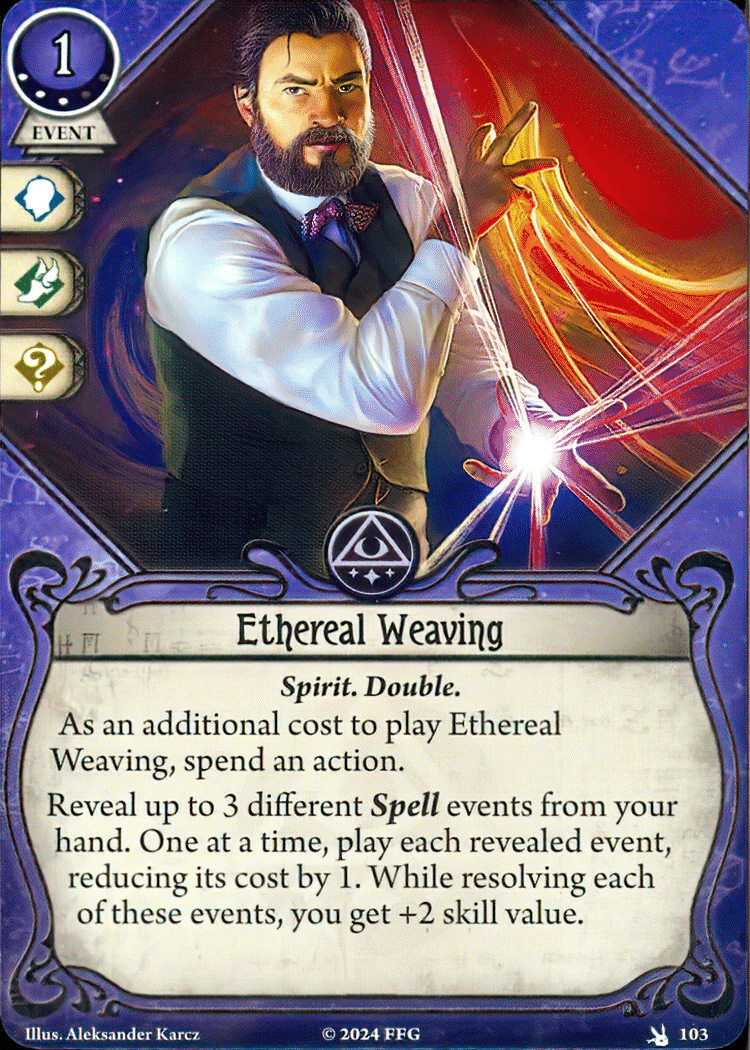 1
EVENT
Ethereal Weaving
Spirit. Double.
As an additional cost to play Ethereal
Weaving, spend an action.
Reveal up to 3 different Spell events from your
hand. One at a time, play each revealed event,
reducing its cost by 1. While resolving each
of these events, you get +2 skill value.
Illus. Aleksander Karcz
© 2024 FFG
103